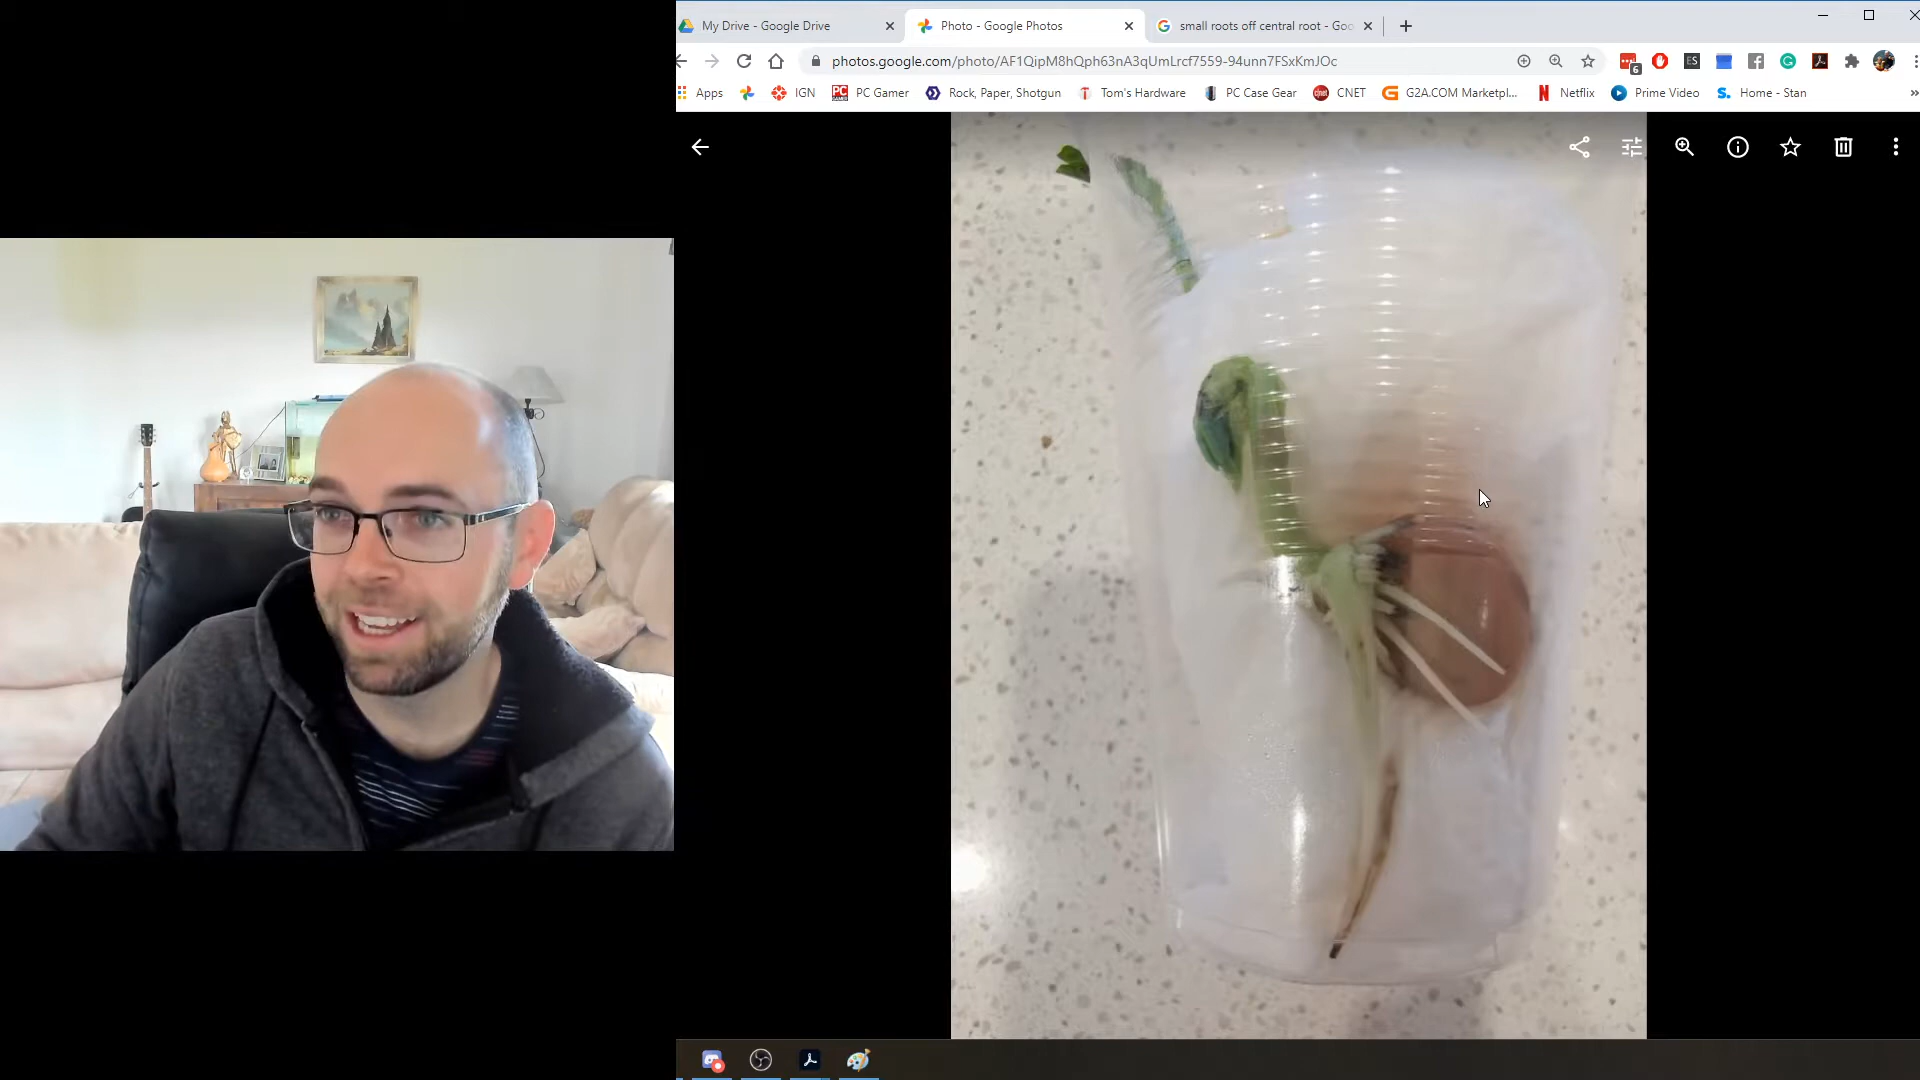 My Drive - Google Drive
Photo - Google Photos
small roots off central root - Goo
photos.google.com/photo/AF1QipM8hQph63nA3qUmLrcf7559-94unn7FSxKmJOc
6
ES
Apps
IGN
PC Gamer
Rock, Paper, Shotgun
Tom's Hardware
PC Case Gear
CNET
G2A.COM Marketpl...
Netflix
Prime Video
Home - Stan